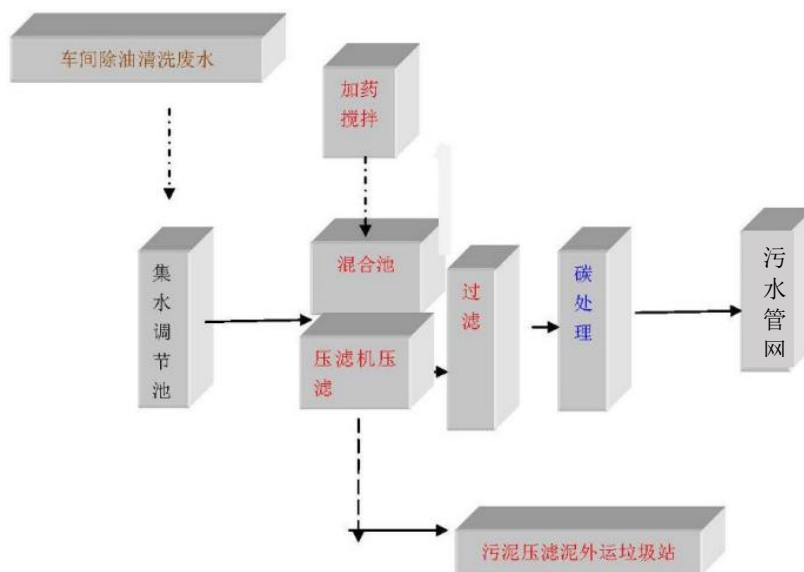 车间除油清洗废水
加药
搅拌
集水调节池
混合池
压滤机压
滤
过滤
碳处理
污水管网
污泥压滤泥外运垃圾站